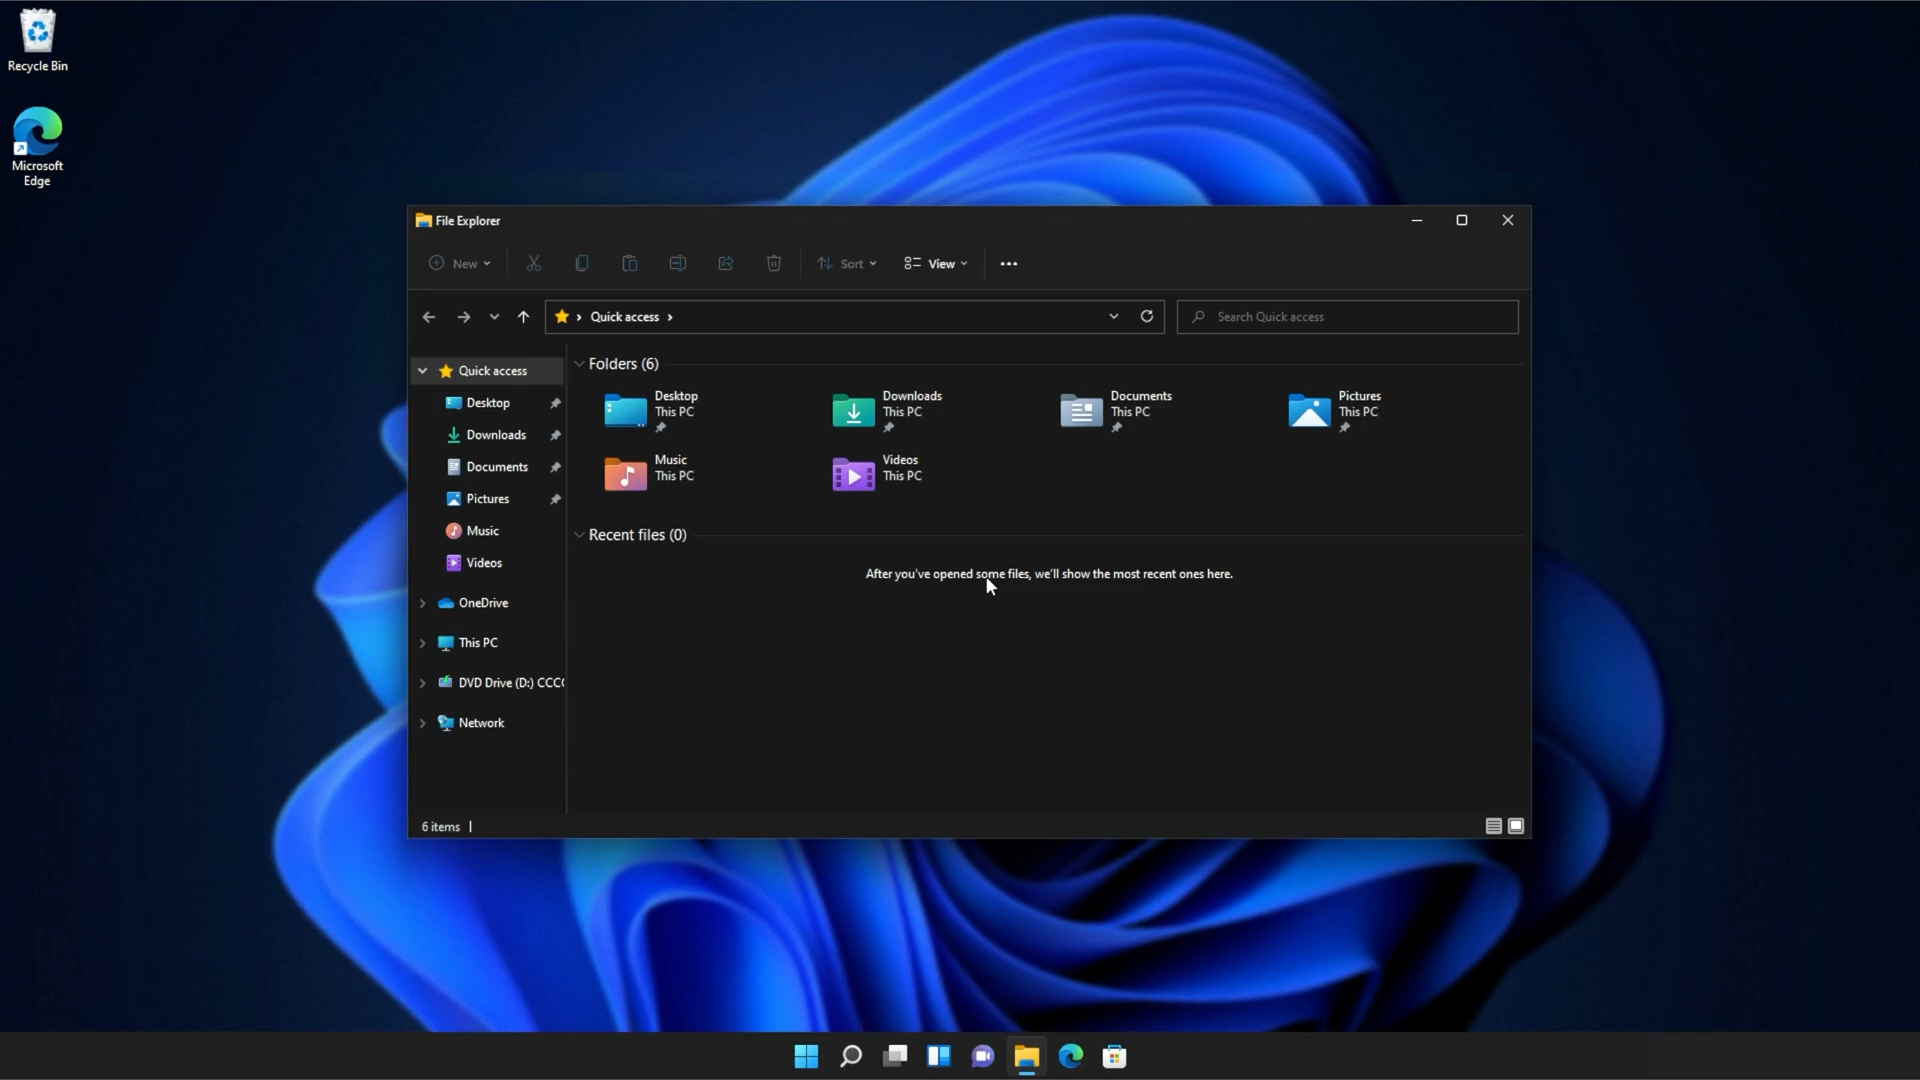 Recycle Bin
Microsoft
Edge
File Explorer
New
Sort
View
Quick access
Search Quick access
Quick access
Desktop
Downloads
Documents
Pictures
Music
Videos
OneDrive
This PC
DVD Drive (D:) CCC
Network
Folders (6)
Desktop
This PC
Downloads
This PC
Documents
This PC
Pictures
This PC
Music
This PC
Videos
This PC
Recent files (0)
After you've opened some files, we'll show the most recent ones here.
6 items